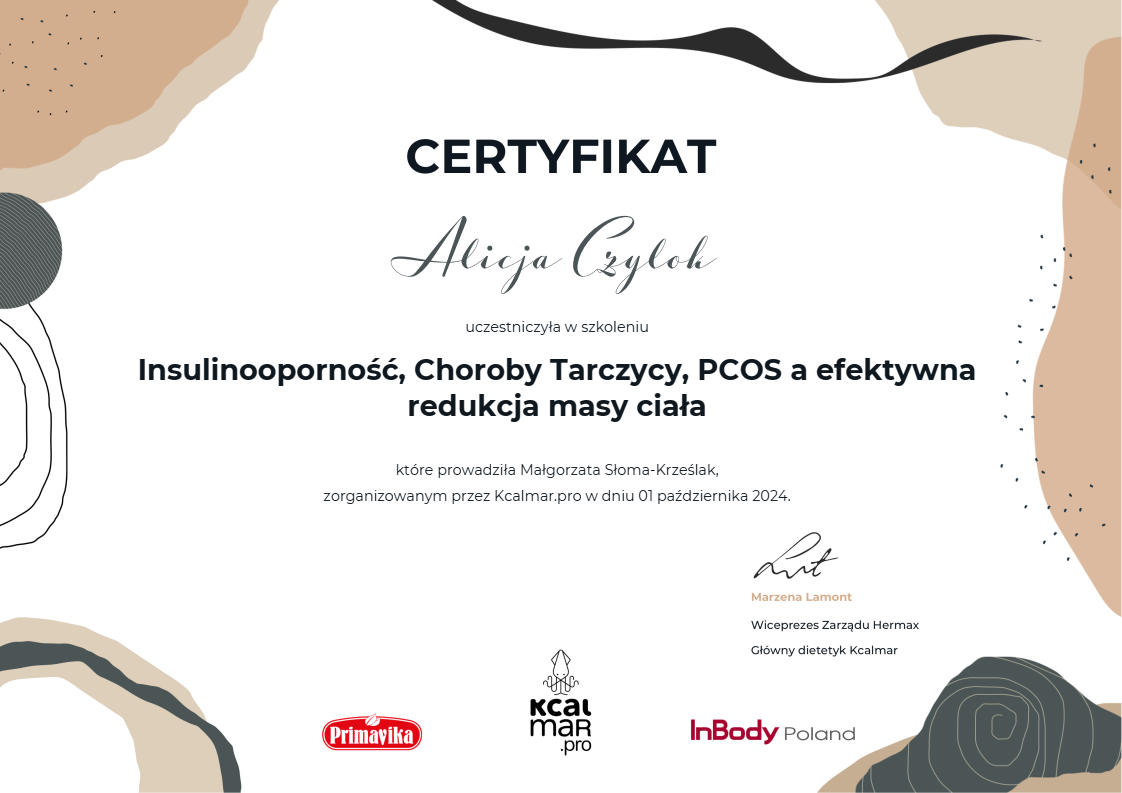 CERTYFIKAT
Alicja Czylok
uczestniczyła w szkoleniu
Insulinooporność, Choroby Tarczycy, PCOS a efektywna
redukcja masy ciała
które prowadziła Małgorzata Słoma-Krześlak,
zorganizowanym przez Kcalmar.pro w dniu 01 października 2024.
Marzena Lamont
Wiceprezes Zarządu Hermax
Główny dietetyk Kcalmar
Primavika
Kcal
mar
.pro
InBody Poland